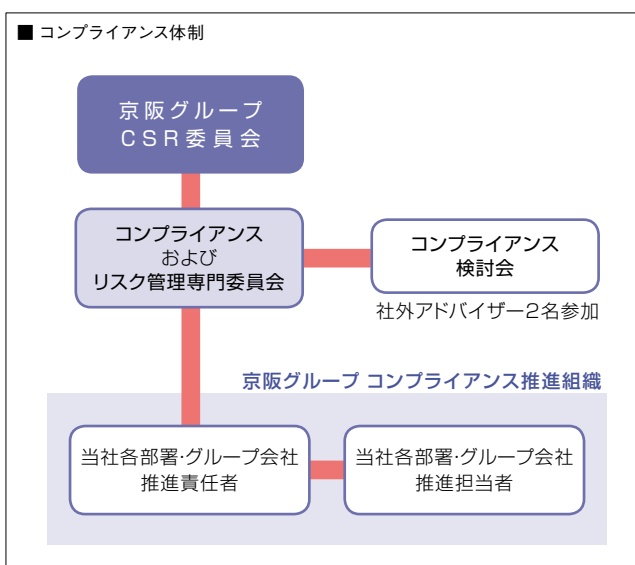 ■ コンプライアンス体制
京阪グループ
CSR委員会
コンプライアンス
および
リスク管理専門委員会
コンプライアンス
検討会
社外アドバイザー2名参加
京阪グループ コンプライアンス推進組織
当社各部署・グループ会社
推進責任者
当社各部署・グループ会社
推進担当者